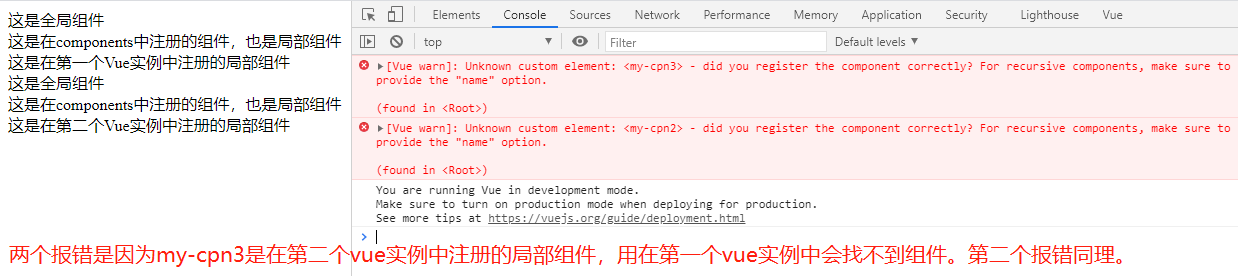 这是全局组件
这是在components中注册的组件，也是局部组件
这是在第一个Vue实例中注册的局部组件
这是全局组件
这是在components中注册的组件，也是局部组件
这是在第二个Vue实例中注册的局部组件
Elements Console Sources Network Performance Memory Application Security Lighthouse Vue
top Filter Default levels
[Vue warn]: Unknown custom element: <my-cpn3> - did you register the component correctly? For recursive components, make sure to
provide the "name" option.
(found in <Root>)
[Vue warn]: Unknown custom element: <my-cpn2> - did you register the component correctly? For recursive components, make sure to
provide the "name" option.
(found in <Root>)
You are running Vue in development mode.
Make sure to turn on production mode when deploying for production.
See more tips at https://vuejs.org/guide/deployment.html
两个报错是因为my-cpn3是在第二个vue实例中注册的局部组件，用在第一个vue实例中会找不到组件。第二个报错同理。